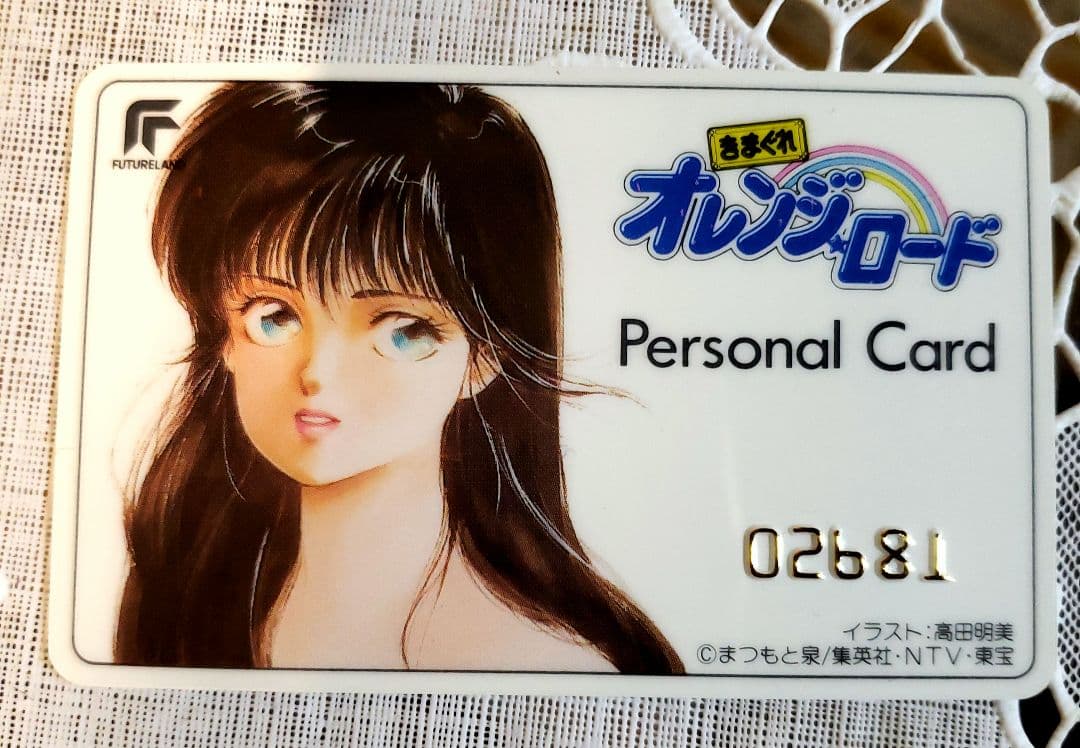 FUTURELAND
きまぐれ
オレンジ☆ロード
Personal Card
02681
イラスト:高田明美
©まつもと泉/集英社・NTV・東宝